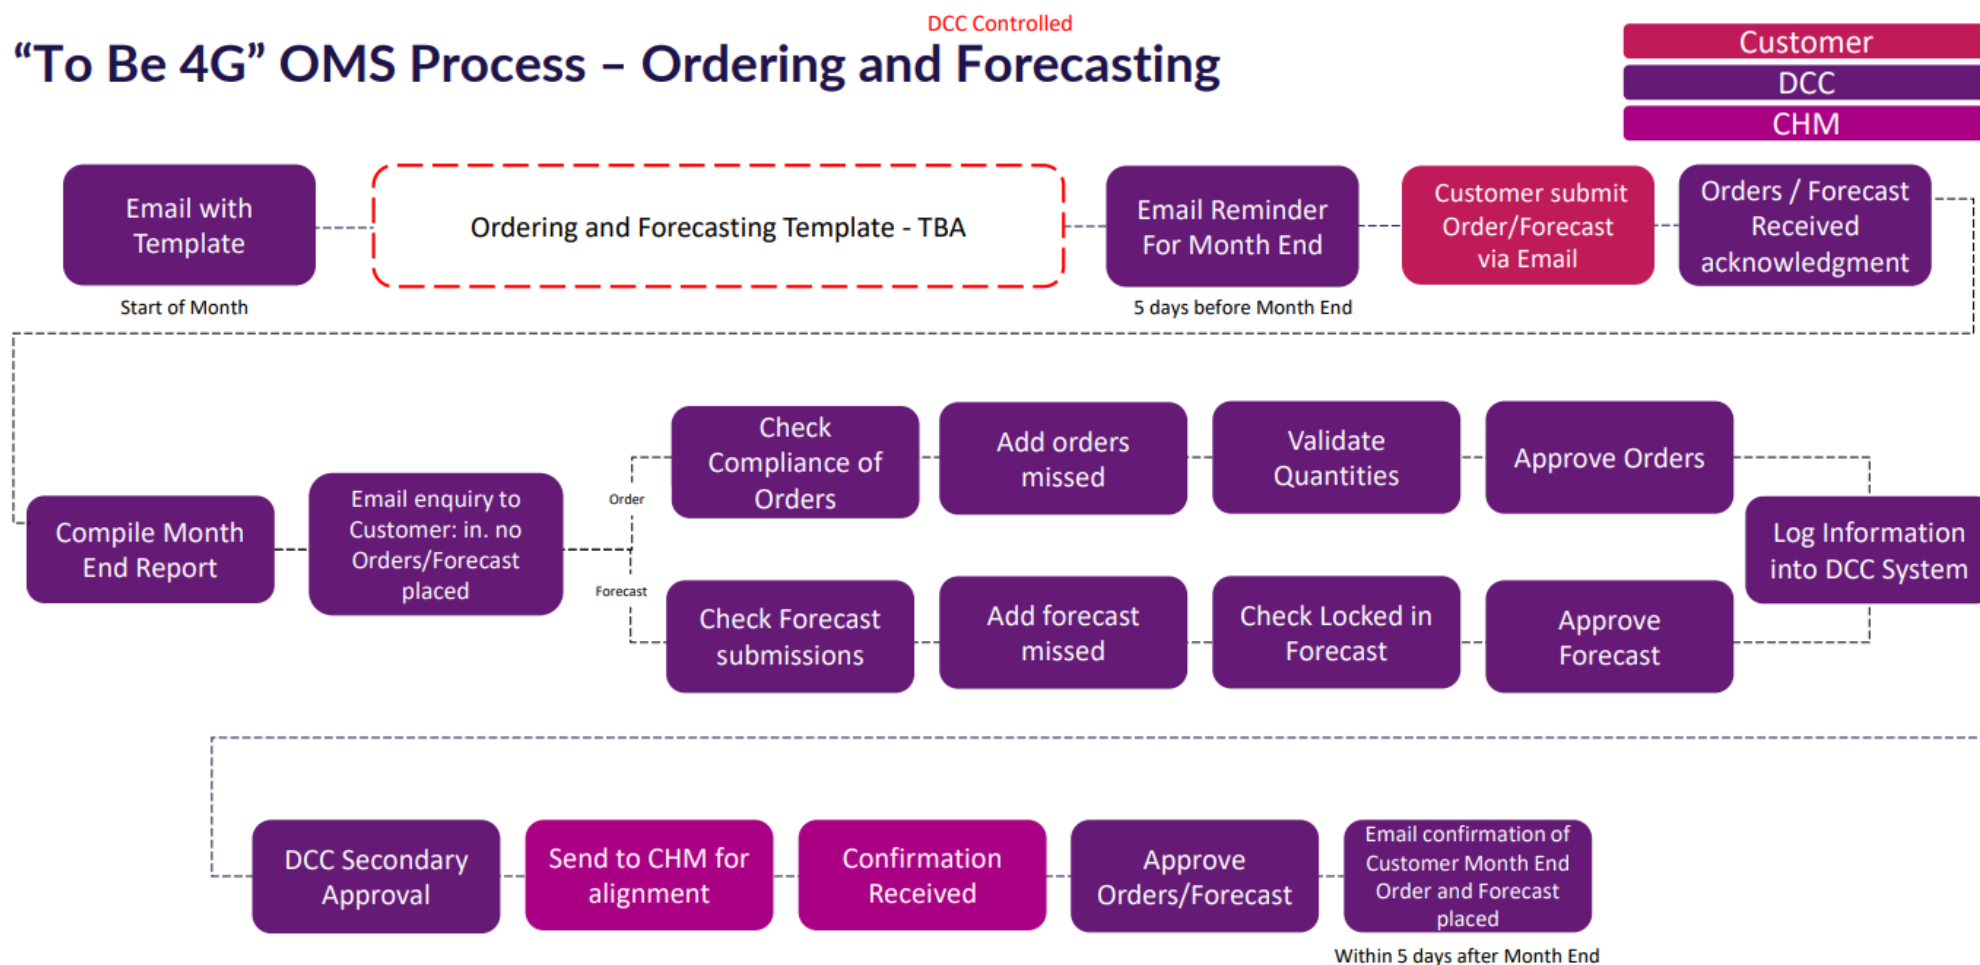 DCC Controlled
“To Be 4G” OMS Process – Ordering and Forecasting
Customer
DCC
CHM
Email with
Template
Start of Month
Ordering and Forecasting Template - TBA
Email Reminder
For Month End
5 days before Month End
Customer submit
Order/Forecast
via Email
Orders / Forecast
Received
acknowledgment
Compile Month
End Report
Email enquiry to
Customer: in. no
Orders/Forecast
placed
Order
Check
Compliance of
Orders
Add orders
missed
Validate
Quantities
Approve Orders
Forecast
Check Forecast
submissions
Add forecast
missed
Check Locked in
Forecast
Approve
Forecast
Log Information
into DCC System
DCC Secondary
Approval
Send to CHM for
alignment
Confirmation
Received
Approve
Orders/Forecast
Email confirmation of
Customer Month End
Order and Forecast
placed
Within 5 days after Month End